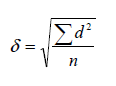 δ = √(∑d²/n)